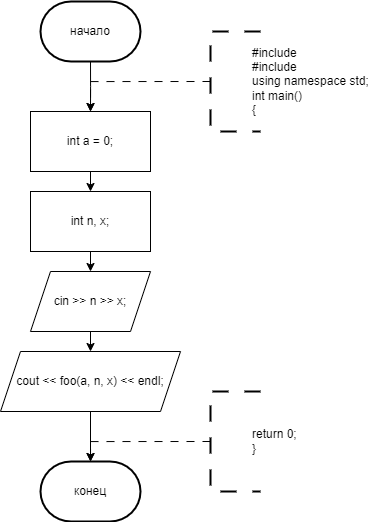 начало
#include
#include
using namespace std;
int main()
{
int a = 0;
int n, x;
cin >> n >> x;
cout << foo(a, n, x) << endl;
return 0;
}
конец